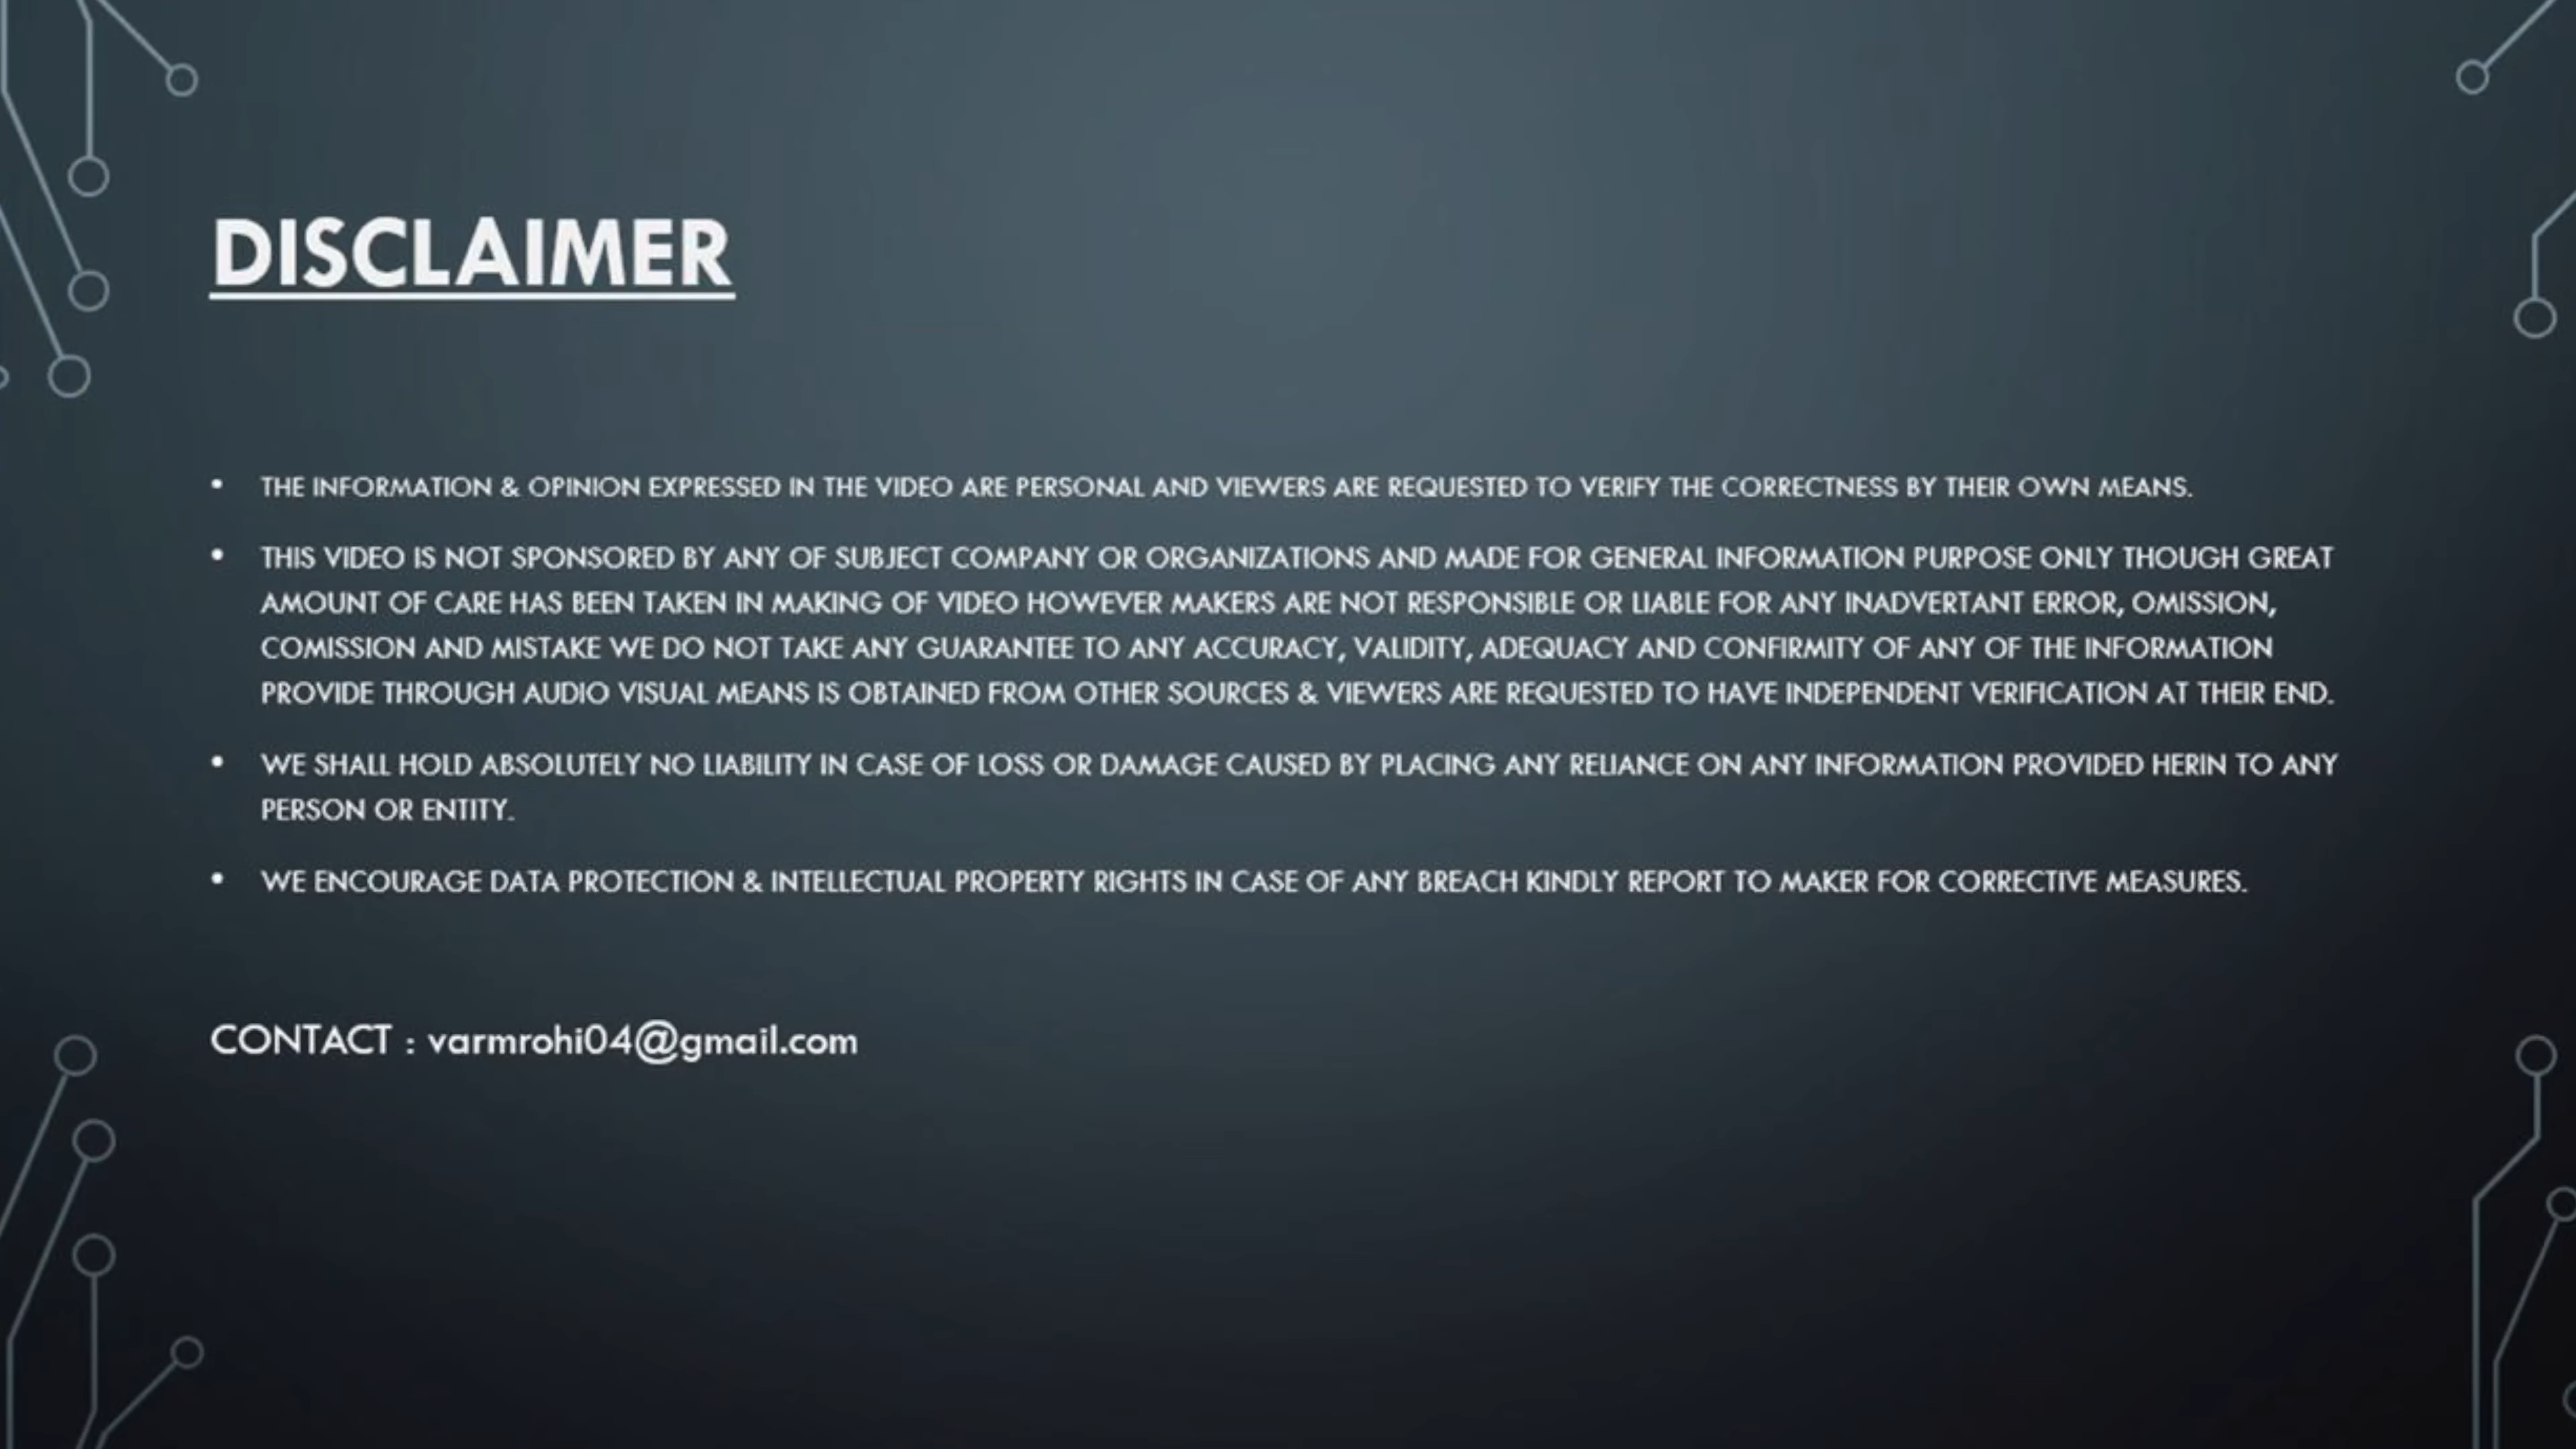 DISCLAIMER
• THE INFORMATION & OPINION EXPRESSED IN THE VIDEO ARE PERSONAL AND VIEWERS ARE REQUESTED TO VERIFY THE CORRECTNESS BY THEIR OWN MEANS.
• THIS VIDEO IS NOT SPONSORED BY ANY OF SUBJECT COMPANY OR ORGANIZATIONS AND MADE FOR GENERAL INFORMATION PURPOSE ONLY THOUGH GREAT
AMOUNT OF CARE HAS BEEN TAKEN IN MAKING OF VIDEO HOWEVER MAKERS ARE NOT RESPONSIBLE OR LIABLE FOR ANY INADVERTANT ERROR, OMISSION,
COMISSION AND MISTAKE WE DO NOT TAKE ANY GUARANTEE TO ANY ACCURACY, VALIDITY, ADEQUACY AND CONFIRMITY OF ANY OF THE INFORMATION
PROVIDE THROUGH AUDIO VISUAL MEANS IS OBTAINED FROM OTHER SOURCES & VIEWERS ARE REQUESTED TO HAVE INDEPENDENT VERIFICATION AT THEIR END.
• WE SHALL HOLD ABSOLUTELY NO LIABILITY IN CASE OF LOSS OR DAMAGE CAUSED BY PLACING ANY RELIANCE ON ANY INFORMATION PROVIDED HERIN TO ANY
PERSON OR ENTITY.
• WE ENCOURAGE DATA PROTECTION & INTELLECTUAL PROPERTY RIGHTS IN CASE OF ANY BREACH KINDLY REPORT TO MAKER FOR CORRECTIVE MEASURES.
CONTACT : varmrohi04@gmail.com